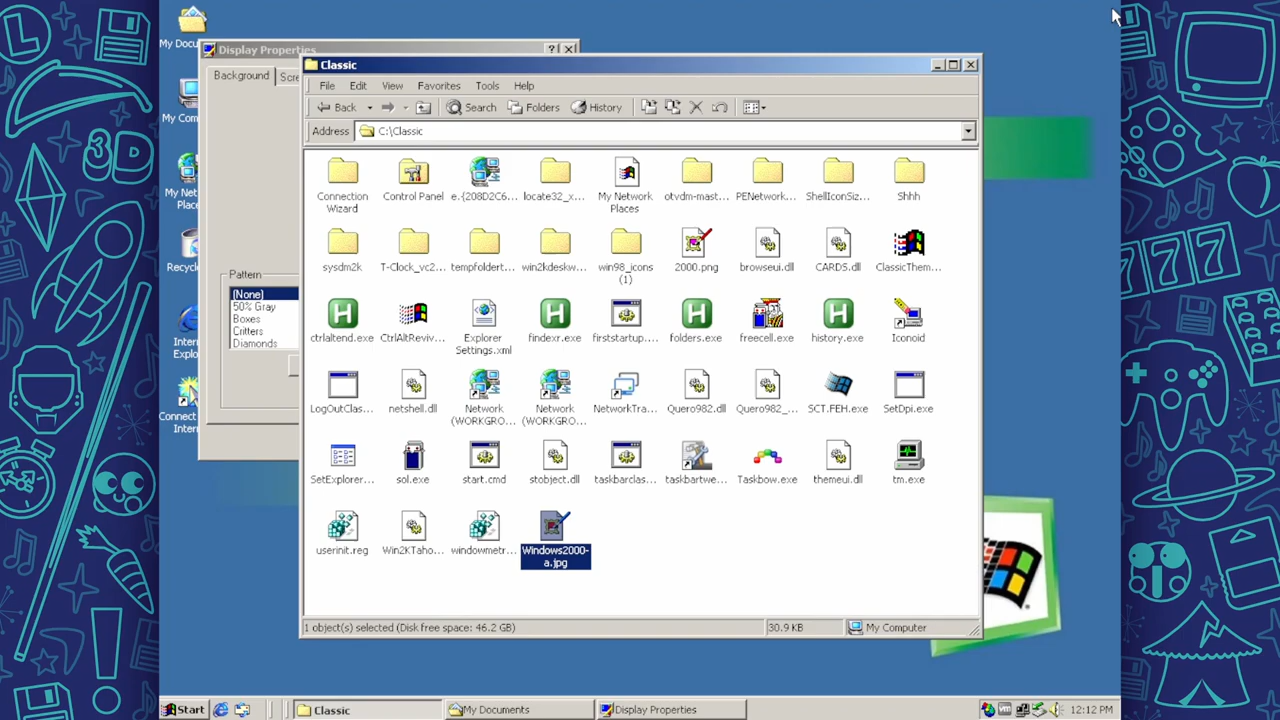 My Docu
Display Properties
Background
Scre
Classic
File Edit View Favorites Tools Help
Back Search Folders History
Address C:\Classic
My Com
My Net
Place
Recycl
Intern
Explo
Connect
Intern
Pattern
(None)
50% Gray
Boxes
Critters
Diamonds
Connection
Wizard
Control Panel
e.{208D2C6...
locate32_x...
My Network
Places
otvdm-mast...
PENetwork...
ShellIconSiz...
Shhh
sysdm2k
T-Clock_vc2...
tempfoldert...
win2kdeskw...
win98_icons
(1)
2000.png
browseui.dll
CARDS.dll
ClassicThem...
ctrlaltend.exe
CtrlAltReviv...
Explorer
Settings.xml
findexr.exe
firststartup....
folders.exe
freecell.exe
history.exe
Iconoid
LogOutClas...
netshell.dll
Network
(WORKGRO...
Network
(WORKGRO...
NetworkTra...
Quero982.dll
Quero982_...
SCT.FEH.exe
SetDpi.exe
SetExplorer...
sol.exe
start.cmd
stobject.dll
taskbarclas...
taskbartwe...
Taskbow.exe
themeui.dll
tm.exe
userinit.reg
Win2KTaho...
windowmetr...
Windows2000-
a.jpg
1 object(s) selected (Disk free space: 46.2 GB)
30.9 KB
My Computer
Start
Classic
My Documents
Display Properties
12:12 PM
L
3D
777